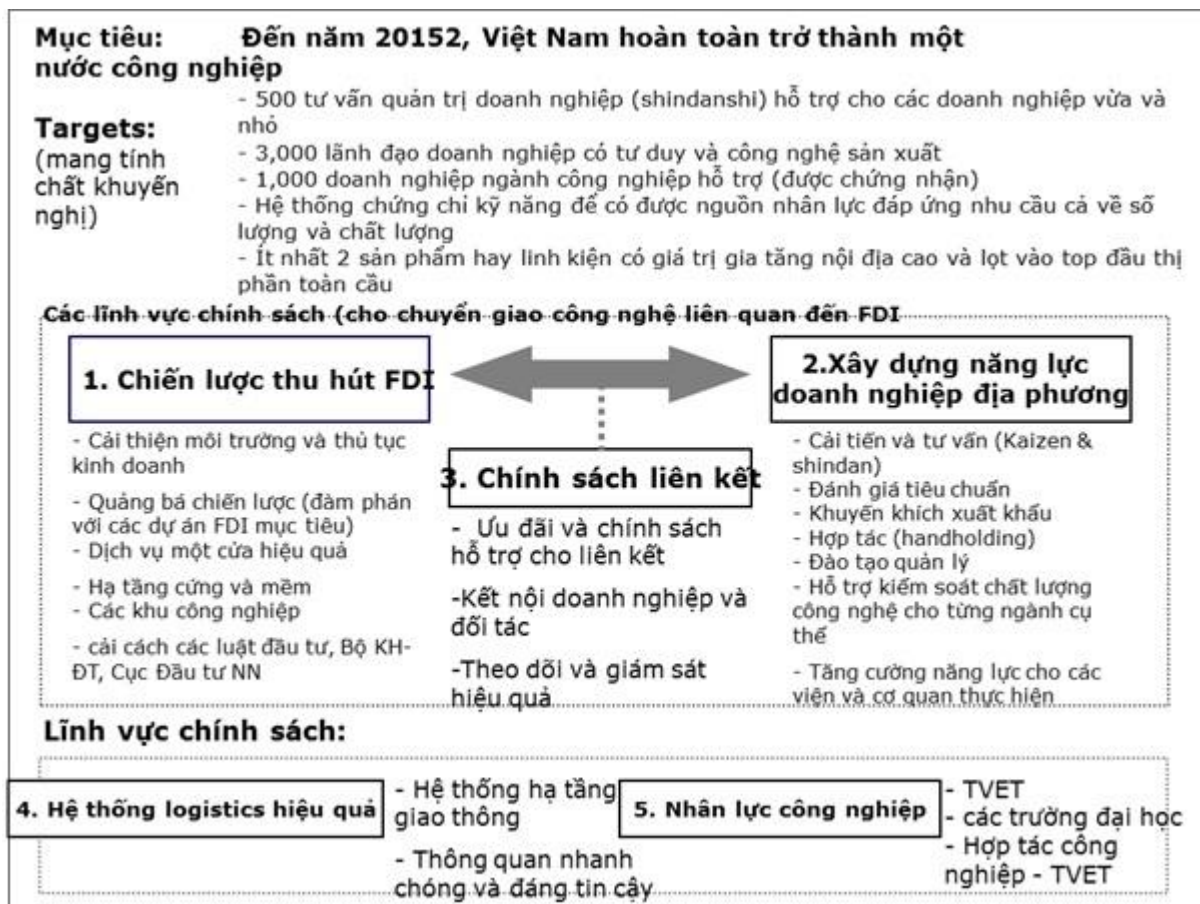 Mục tiêu: Đến năm 20152, Việt Nam hoàn toàn trở thành một
nước công nghiệp
Targets:
(mang tính
chất khuyến
nghị)
- 500 tư vấn quản trị doanh nghiệp (shindanshi) hỗ trợ cho các doanh nghiệp vừa và
nhỏ
- 3,000 lãnh đạo doanh nghiệp có tư duy và công nghệ sản xuất
- 1,000 doanh nghiệp ngành công nghiệp hỗ trợ (được chứng nhận)
- Hệ thống chứng chỉ kỹ năng để có được nguồn nhân lực đáp ứng nhu cầu cả về số
lượng và chất lượng
- Ít nhất 2 sản phẩm hay linh kiện có giá trị gia tăng nội địa cao và lọt vào top đầu thị
phần toàn cầu
Các lĩnh vực chính sách (cho chuyển giao công nghệ liên quan đến FDI
1. Chiến lược thu hút FDI
- Cải thiện môi trường và thủ tục
kinh doanh
- Quảng bá chiến lược (đàm phán
với các dự án FDI mục tiêu)
- Dịch vụ một cửa hiệu quả
- Hạ tầng cứng và mềm
- Các khu công nghiệp
- cải cách các luật đầu tư, Bộ KH-
ĐT, Cục Đầu tư NN
3. Chính sách liên kết
- Ưu đãi và chính sách
hỗ trợ cho liên kết
-Kết nối doanh nghiệp và
đối tác
-Theo dõi và giám sát
hiệu quả
2.Xây dựng năng lực
doanh nghiệp địa phương
- Cải tiến và tư vấn (Kaizen &
shindan)
- Đánh giá tiêu chuẩn
- Khuyến khích xuất khẩu
- Hợp tác (handholding)
- Đào tạo quản lý
- Hỗ trợ kiểm soát chất lượng
công nghệ cho từng ngành cụ
thể
- Tăng cường năng lực cho các
viện và cơ quan thực hiện
Lĩnh vực chính sách:
4. Hệ thống logistics hiệu quả
- Hệ thống hạ tầng
giao thông
- Thông quan nhanh
chóng và đáng tin cậy
5. Nhân lực công nghiệp
- TVET
- các trường đại học
- Hợp tác công
nghiệp - TVET